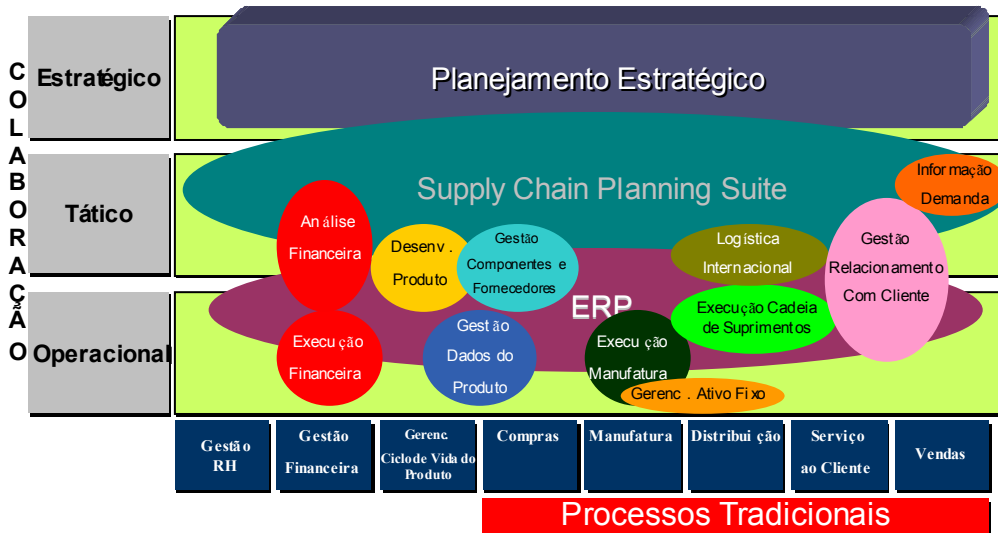 COLABORAÇÃO
Estratégico
Planejamento Estratégico
Tático
Supply Chain Planning Suite
Informação
Demanda
Análise
Financeira
Desenv .
Produto
Gestão
Componentes e
Fornecedores
Logística
Internacional
Gestão
Relacionamento
Com Cliente
ERP
Operacional
Execução
Financeira
Gestão
Dados do
Produto
Execução
Manufatura
Execução Cadeia
de Suprimentos
Gerenc . Ativo Fixo
Gestão
RH
Gestão
Financeira
Gerenc.
Ciclo de Vida do
Produto
Compras
Manufatura
Distribuição
Serviço
ao Cliente
Vendas
Processos Tradicionais